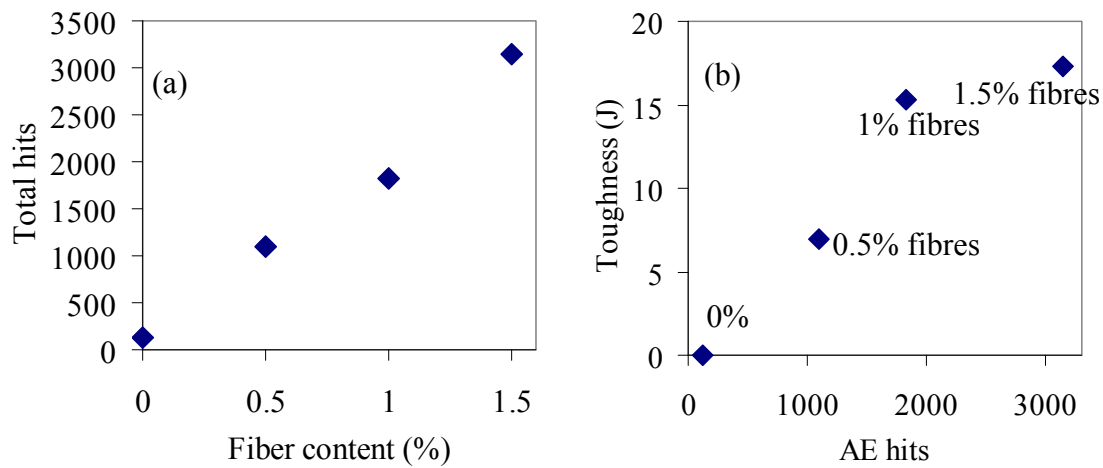 3500
3000
2500
2000
1500
1000
500
0
Total hits
(a)
0 0.5 1 1.5
Fiber content (%)
20
15
10
5
0
Toughness (J)
(b)
1.5% fibres
1% fibres
0.5% fibres
0%
0 1000 2000 3000
AE hits